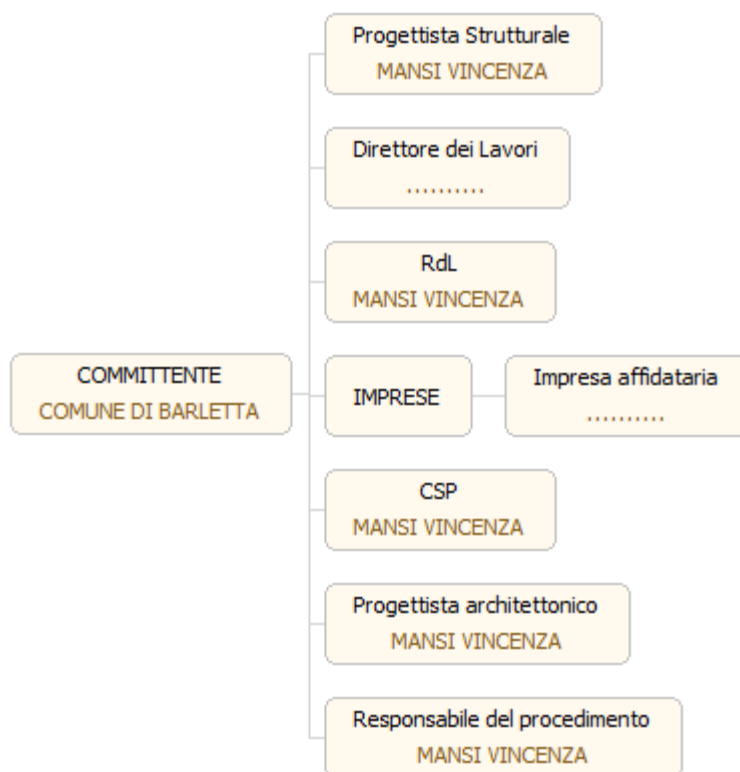 Progettista Strutturale
MANSI VINCENZA
Direttore dei Lavori
..........
RdL
MANSI VINCENZA
COMMITTENTE
COMUNE DI BARLETTA
IMPRESE
Impresa affidataria
..........
CSP
MANSI VINCENZA
Progettista architettonico
MANSI VINCENZA
Responsabile del procedimento
MANSI VINCENZA